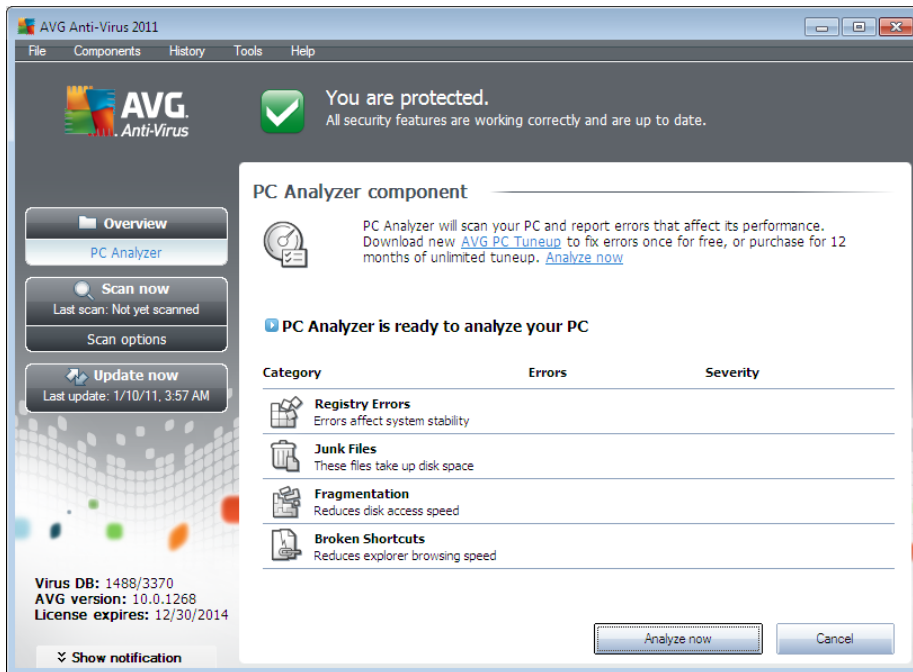 AVG Anti-Virus 2011
File Components History Tools Help
AVG.
Anti-Virus
You are protected.
All security features are working correctly and are up to date.
Overview
PC Analyzer
Scan now
Last scan: Not yet scanned
Scan options
Update now
Last update: 1/10/11, 3:57 AM
Virus DB: 1488/3370
AVG version: 10.0.1268
License expires: 12/30/2014
Show notification
PC Analyzer component
PC Analyzer will scan your PC and report errors that affect its performance.
Download new AVG PC Tuneup to fix errors once for free, or purchase for 12
months of unlimited tuneup. Analyze now
PC Analyzer is ready to analyze your PC
Category Errors Severity
Registry Errors
Errors affect system stability
Junk Files
These files take up disk space
Fragmentation
Reduces disk access speed
Broken Shortcuts
Reduces explorer browsing speed
Analyze now Cancel